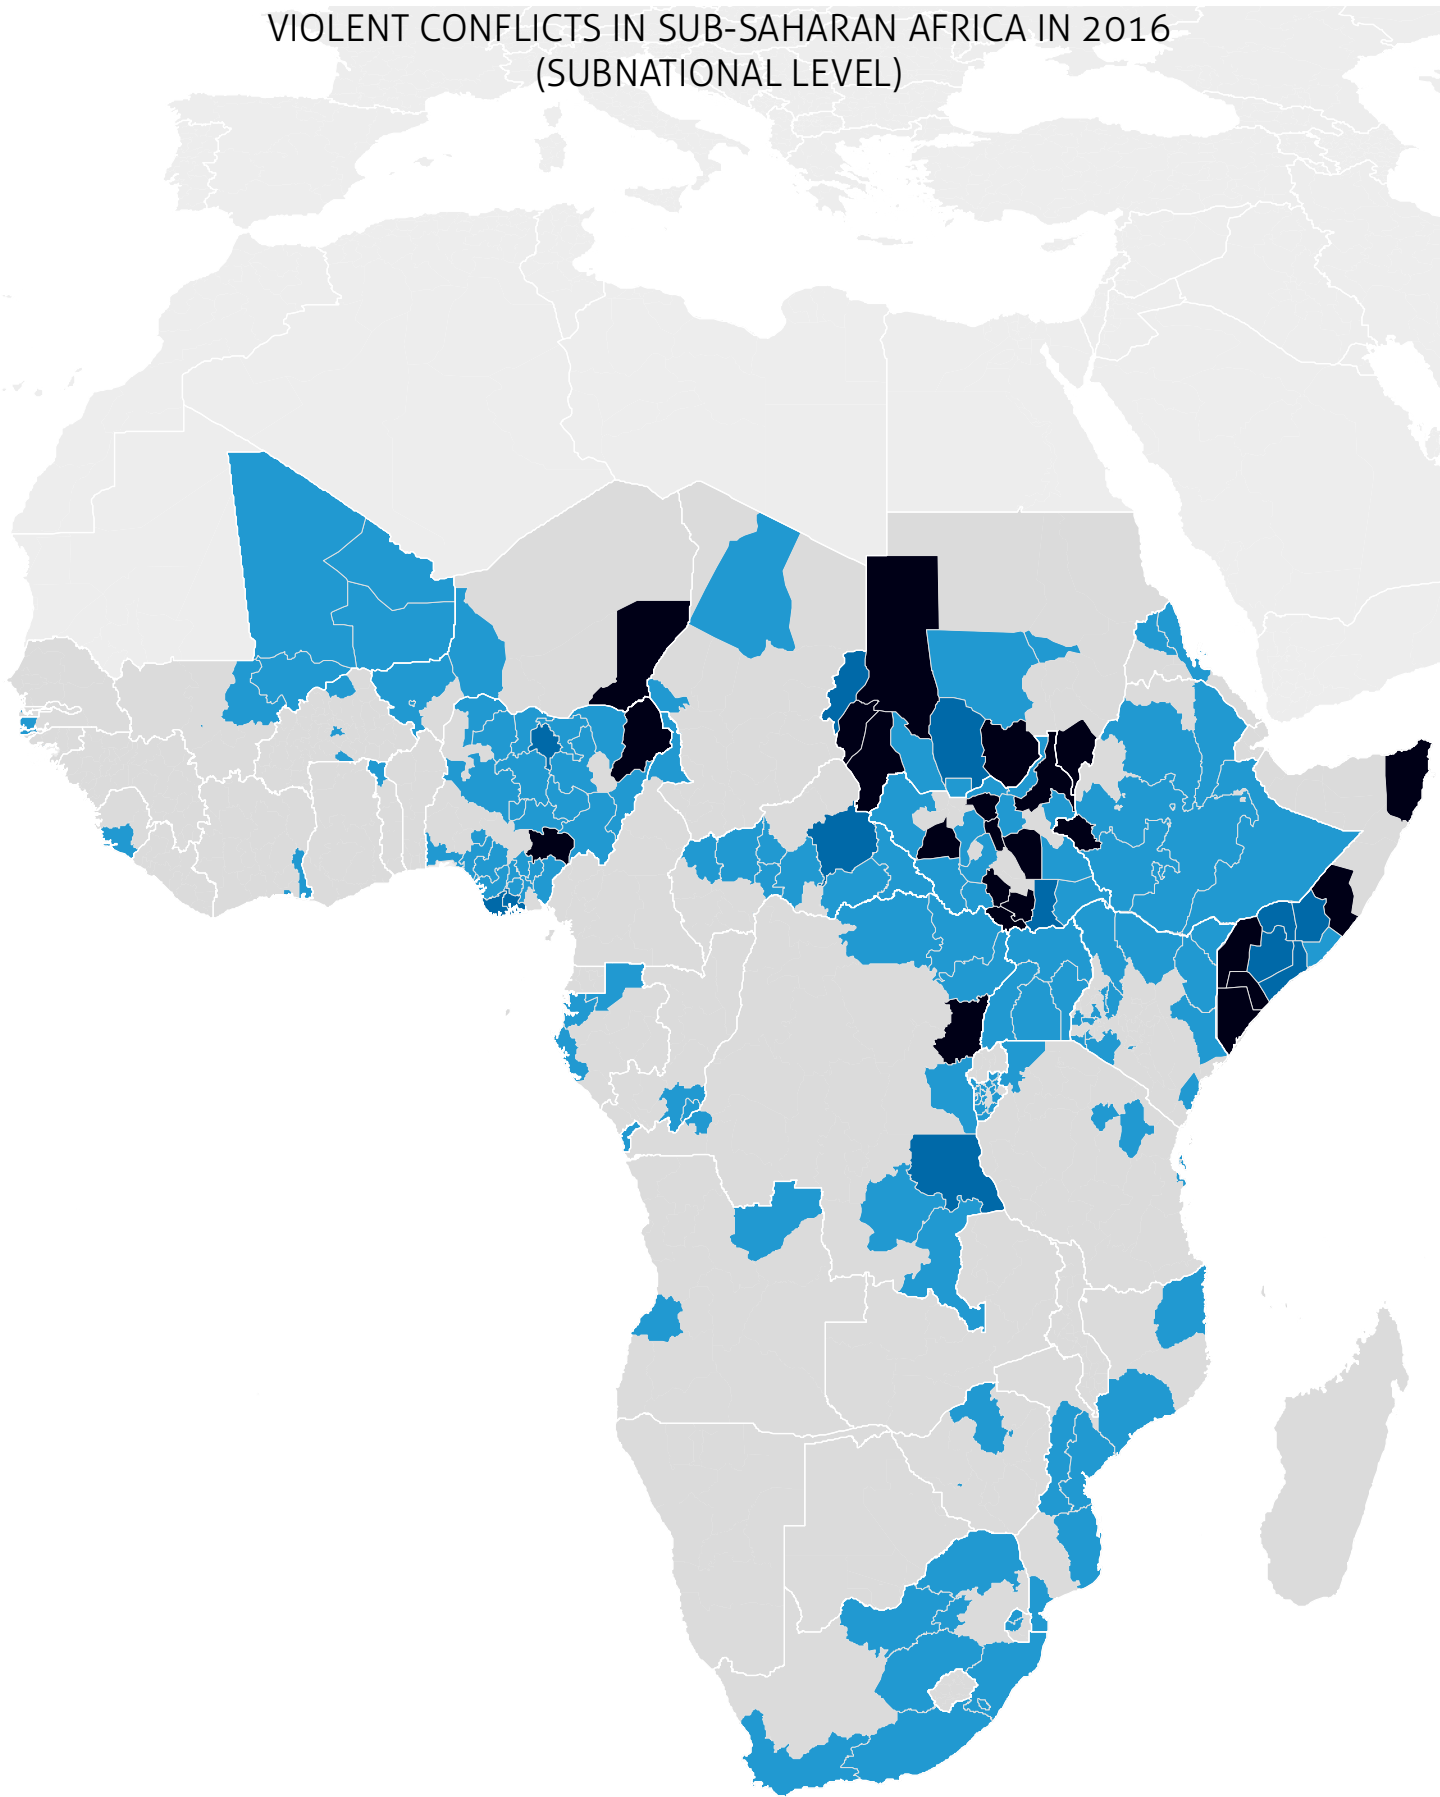 VIOLENT CONFLICTS IN SUB-SAHARAN AFRICA IN 2016
(SUBNATIONAL LEVEL)